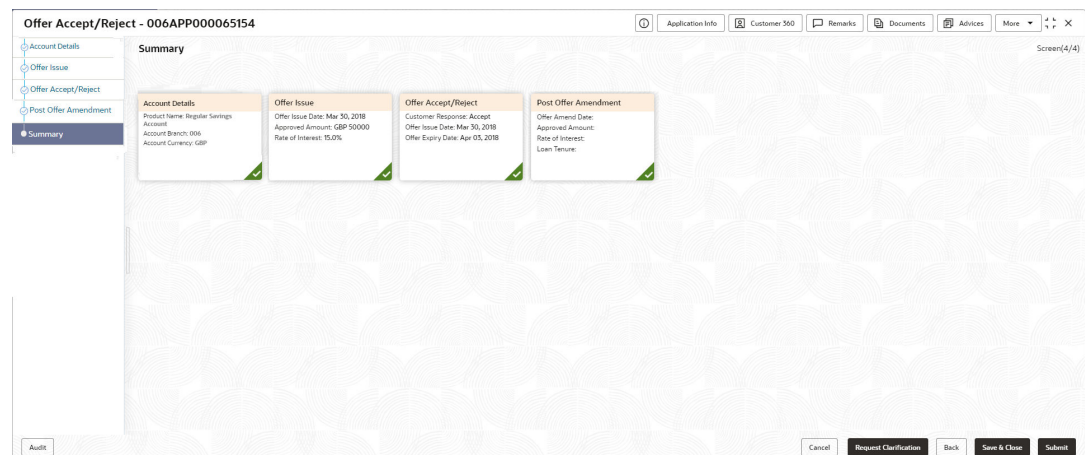 Offer Accept/Reject - 006APP000065154
Application Info
Customer 360
Remarks
Documents
Advices
More
Account Details
Offer Issue
Offer Accept/Reject
Post Offer Amendment
Summary
Summary
Screen(4/4)
Account Details
Product Name: Regular Savings
Account
Account Branch: 006
Account Currency: GBP
Offer Issue
Offer Issue Date: Mar 30, 2018
Approved Amount: GBP 50000
Rate of Interest: 15.0%
Offer Accept/Reject
Customer Response: Accept
Offer Issue Date: Mar 30, 2018
Offer Expiry Date: Apr 03, 2018
Post Offer Amendment
Offer Amend Date:
Approved Amount:
Rate of Interest:
Loan Tenure:
Audit
Cancel
Request Clarification
Back
Save & Close
Submit